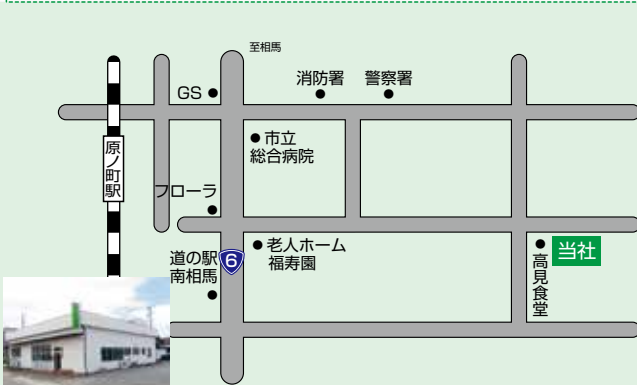 至相馬
GS
消防署
警察署
市立
総合病院
原ノ町駅
フローラ
老人ホーム
福寿園
道の駅
南相馬
6
高見食堂
当社